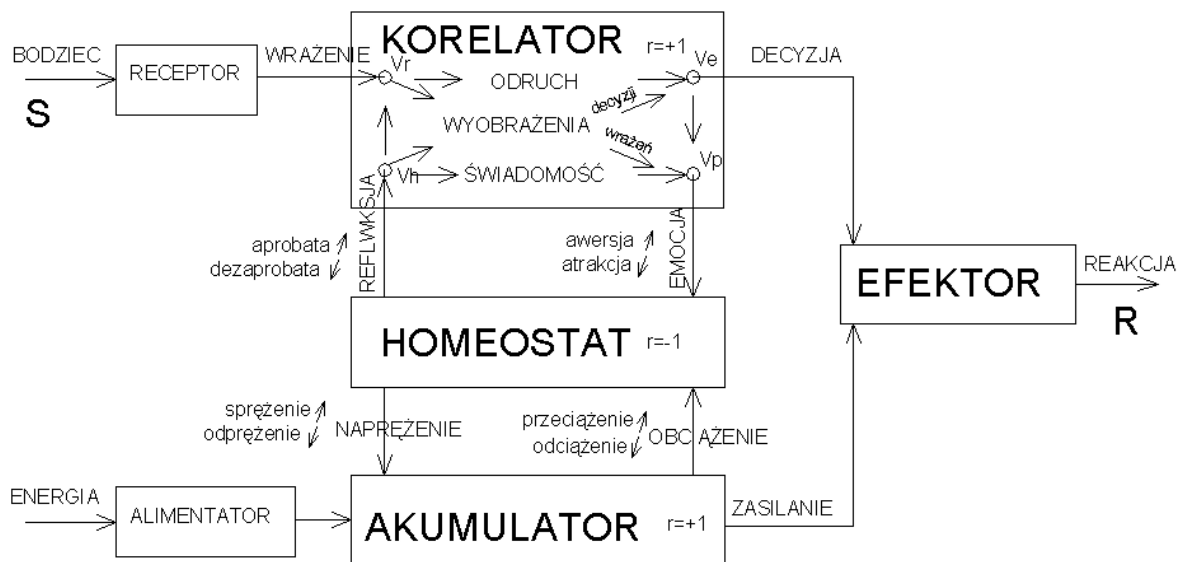 KORELATOR r=+1
BODZIEC
RECEPTOR
WRAŻENIE
Vr
ODRUCH
Ve
DECYZJA
S
decyzji
WYOBRAŻENIA
wrażeń
Vh
ŚWIADOMOŚĆ
Vp
REFLWKSJA
aprobata
dezaprobata
awersja
atrakcja
EMOCJA
EFEKTOR
REAKCJA
R
HOMEOSTAT r=-1
sprężenie
odprężenie
NAPRĘŻENIE
przeciążenie
odciążenie
OBCIĄŻENIE
ENERGIA
ALIMENTATOR
AKUMULATOR r=+1
ZASILANIE